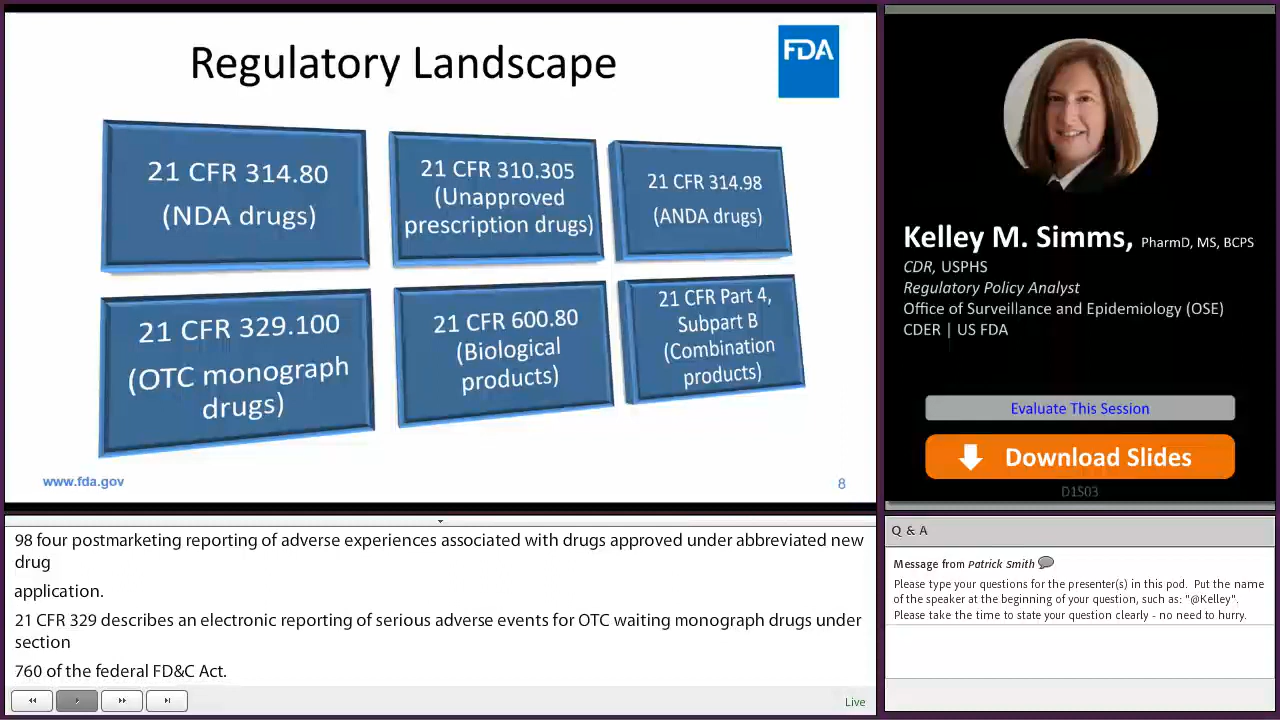 Regulatory Landscape
FDA
21 CFR 314.80
(NDA drugs)
21 CFR 310.305
(Unapproved
prescription drugs)
21 CFR 314.98
(ANDA drugs)
21 CFR 329.100
(OTC monograph
drugs)
21 CFR 600.80
(Biological
products)
21 CFR Part 4,
Subpart B
(Combination
products)
www.fda.gov
8
Kelley M. Simms, PharmD, MS, BCPS
CDR, USPHS
Regulatory Policy Analyst
Office of Surveillance and Epidemiology (OSE)
CDER | US FDA
Evaluate This Session
Download Slides
D1S03
98 four postmarketing reporting of adverse experiences associated with drugs approved under abbreviated new
drug
application.
21 CFR 329 describes an electronic reporting of serious adverse events for OTC waiting monograph drugs under
section
760 of the federal FD&C Act.
Live
Q & A
Message from Patrick Smith
Please type your questions for the presenter(s) in this pod. Put the name
of the speaker at the beginning of your question, such as: "@Kelley".
Please take the time to state your question clearly - no need to hurry.